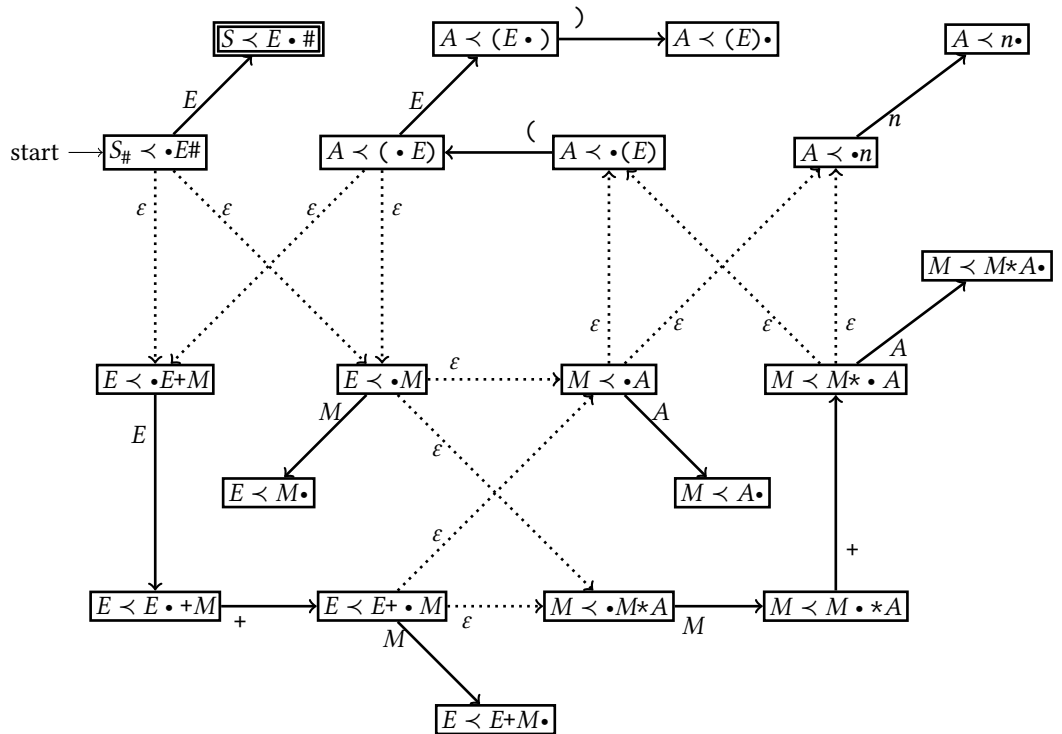 S ≺ E • #
A ≺ (E • )
)
A ≺ (E)•
A ≺ n•
E
E
n
start
S# ≺ •E#
A ≺ ( • E)
(
A ≺ •(E)
A ≺ •n
ε
ε
ε
ε
M ≺ M*A•
ε
ε
ε
ε
A
E ≺ •E+M
E ≺ •M
ε
M ≺ •A
M ≺ M* • A
E
M
ε
A
E ≺ M•
M ≺ A•
ε
+
E ≺ E • +M
+
E ≺ E+ • M
ε
M ≺ •M*A
M
M ≺ M • *A
M
E ≺ E+M•